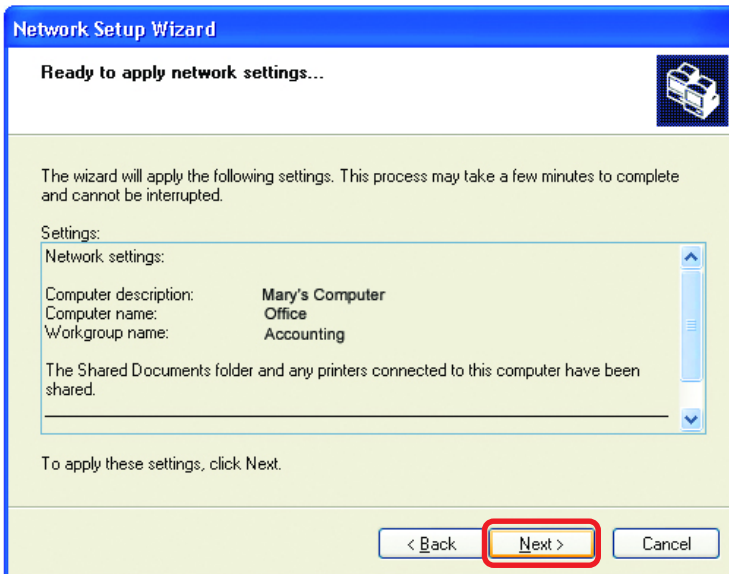 Network Setup Wizard
Ready to apply network settings...
The wizard will apply the following settings. This process may take a few minutes to complete
and cannot be interrupted.
Settings:
Network settings:
Computer description: Mary's Computer
Computer name: Office
Workgroup name: Accounting
The Shared Documents folder and any printers connected to this computer have been
shared.
To apply these settings, click Next.
< Back Next > Cancel